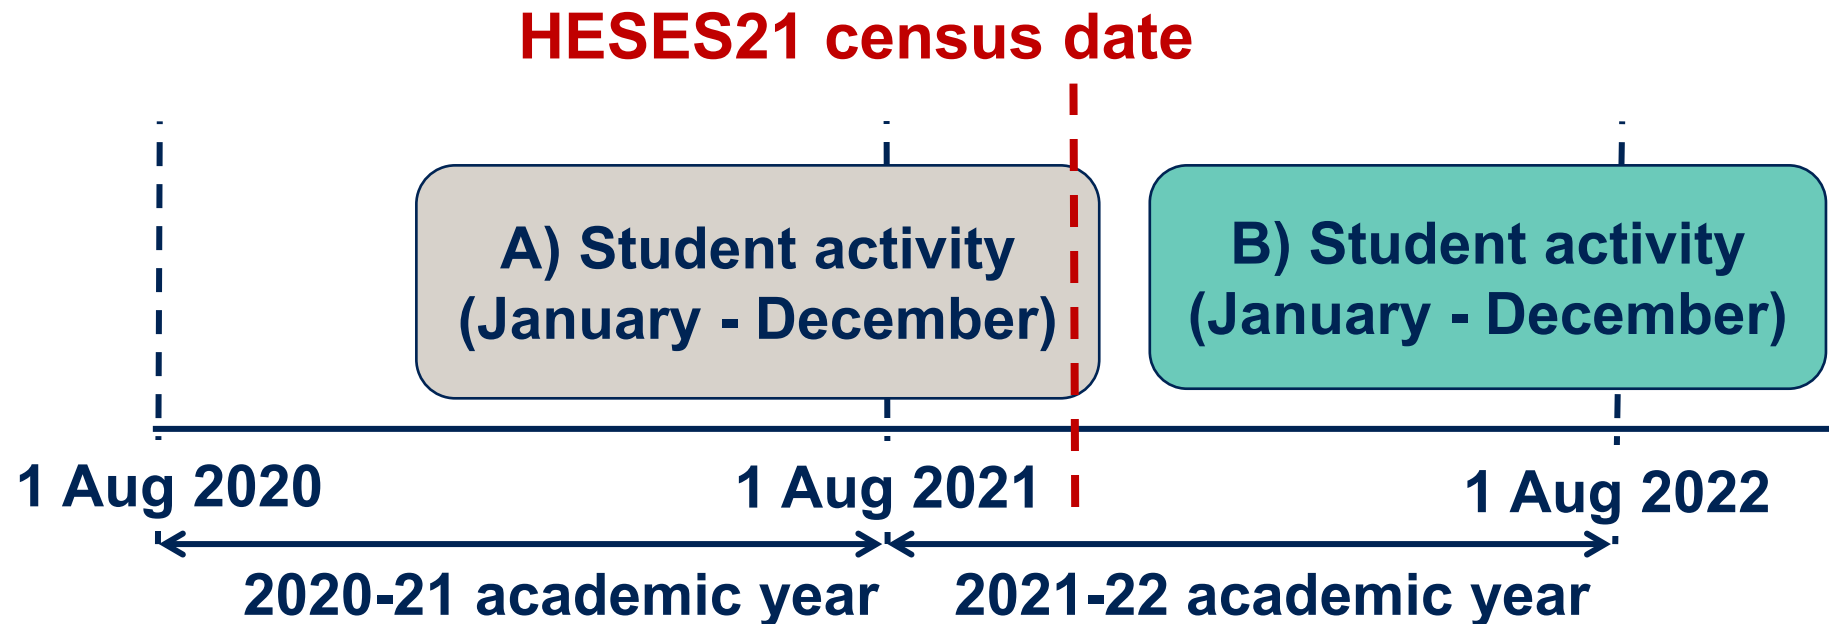 HESES21 census date
A) Student activity
(January - December)
B) Student activity
(January - December)
1 Aug 2020
1 Aug 2021
1 Aug 2022
2020-21 academic year
2021-22 academic year